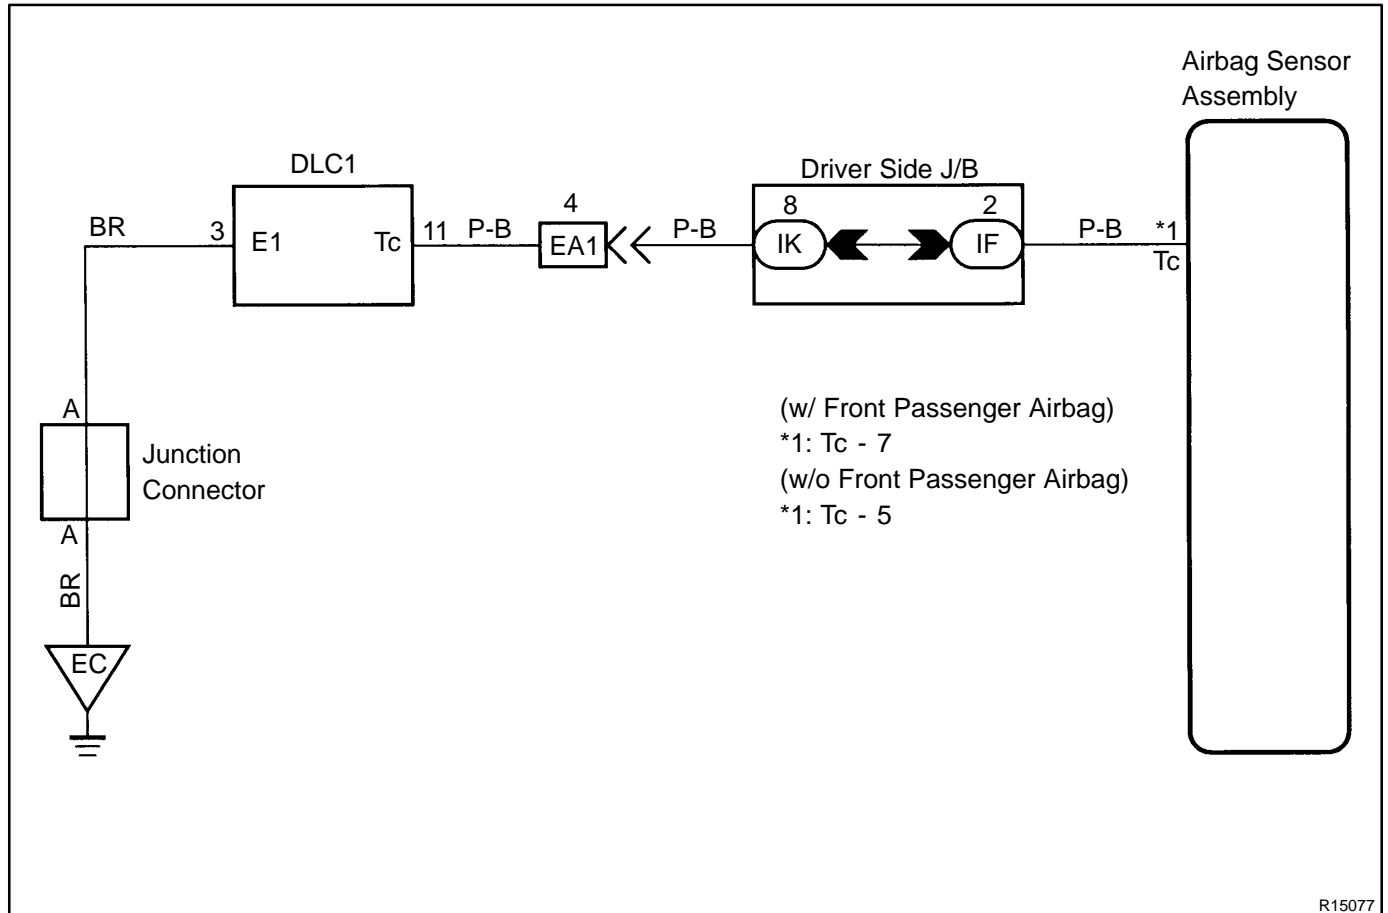 Airbag Sensor
Assembly
DLC1
Driver Side J/B
BR
3
E1
Tc
11
P-B
4
EA1
P-B
8
IK
2
IF
P-B
*1
Tc
(w/ Front Passenger Airbag)
*1: Tc - 7
(w/o Front Passenger Airbag)
*1: Tc - 5
A
Junction
Connector
A
BR
EC
R15077